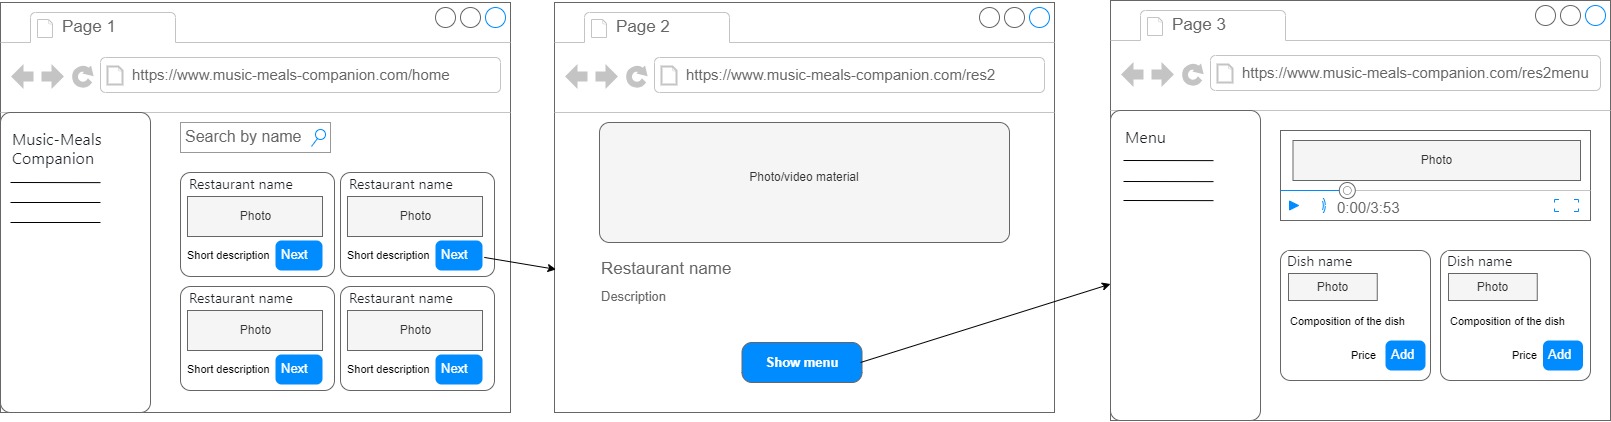 Page 1
https://www.music-meals-companion.com/home
Music-Meals
Companion
Search by name
Restaurant name
Photo
Short description
Next
Restaurant name
Photo
Short description
Next
Restaurant name
Photo
Short description
Next
Restaurant name
Photo
Short description
Next
Page 2
https://www.music-meals-companion.com/res2
Photo/video material
Restaurant name
Description
Show menu
Page 3
https://www.music-meals-companion.com/res2menu
Menu
Photo
0:00/3:53
Dish name
Photo
Composition of the dish
Price
Add
Dish name
Photo
Composition of the dish
Price
Add